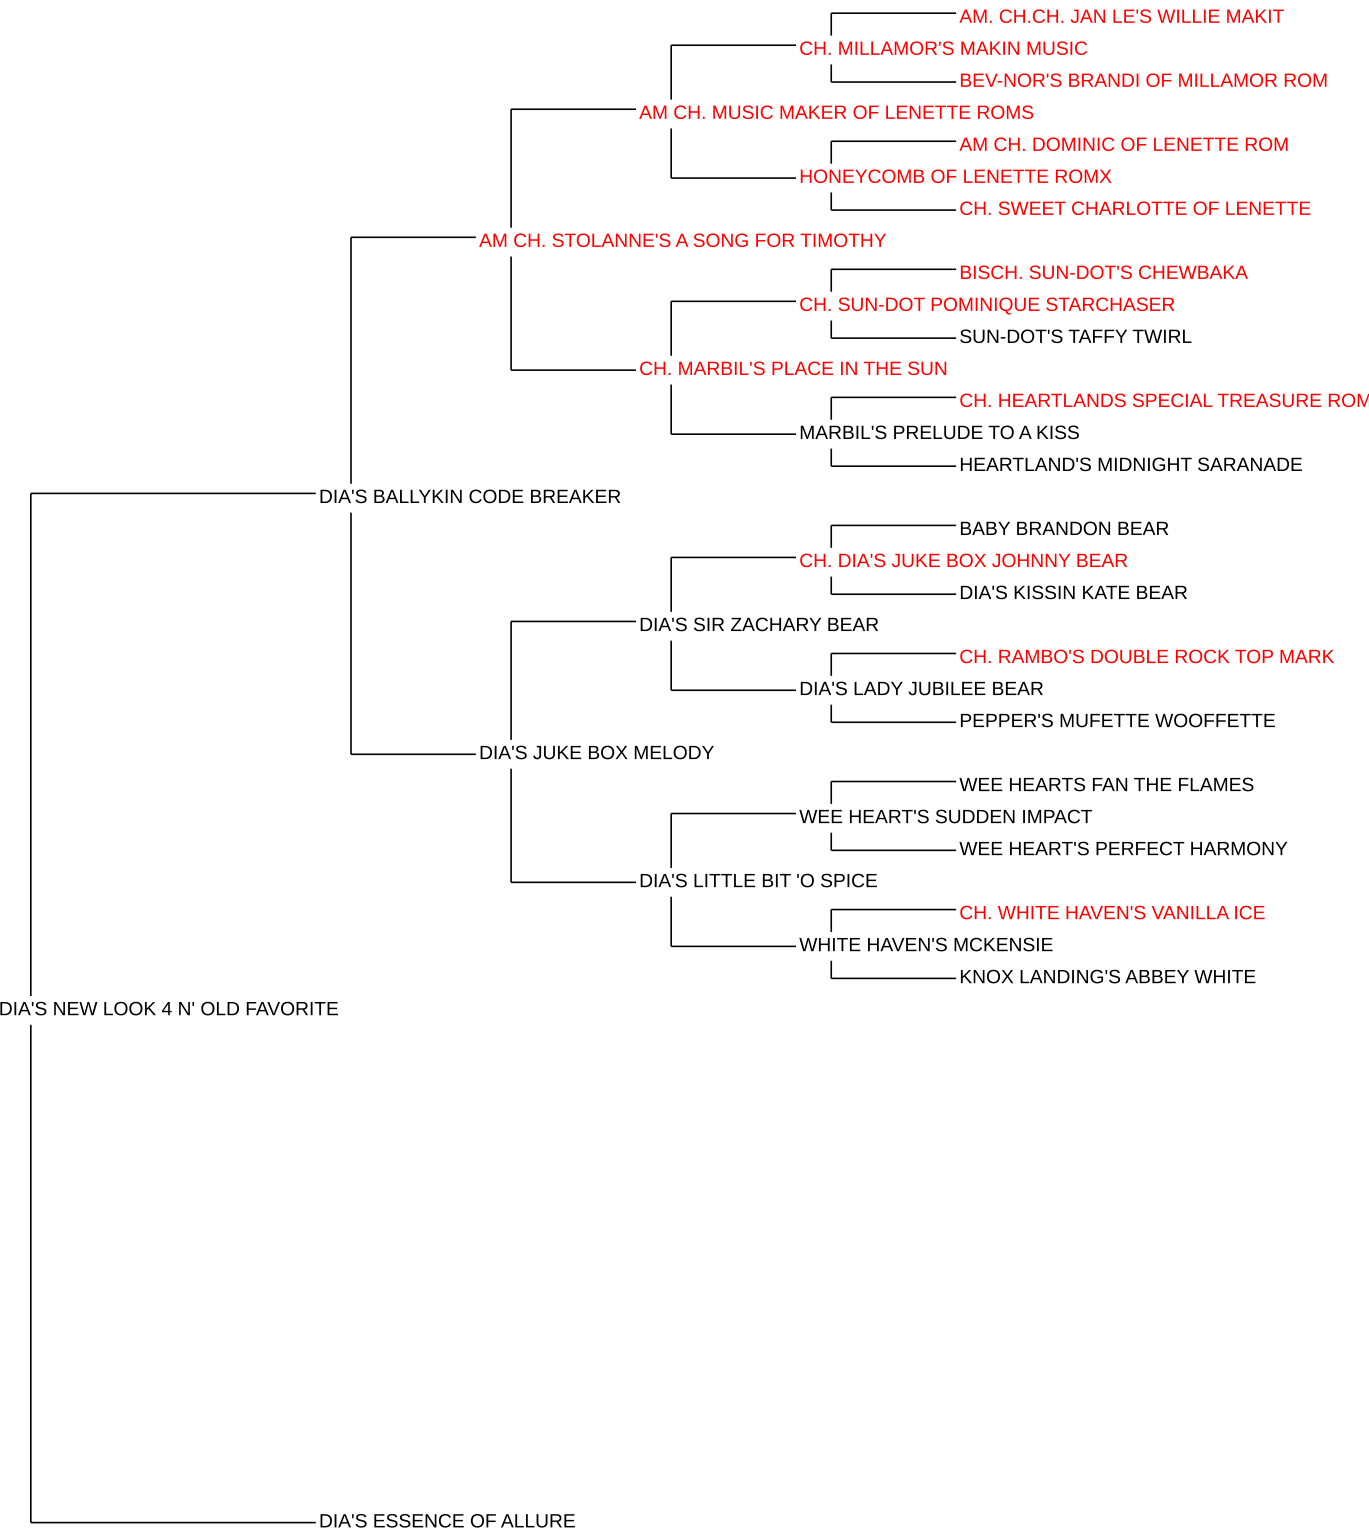 AM. CH.CH. JAN LE'S WILLIE MAKIT
CH. MILLAMOR'S MAKIN MUSIC
BEV-NOR'S BRANDI OF MILLAMOR ROM
AM CH. MUSIC MAKER OF LENETTE ROMS
AM CH. DOMINIC OF LENETTE ROM
HONEYCOMB OF LENETTE ROMX
CH. SWEET CHARLOTTE OF LENETTE
AM CH. STOLANNE'S A SONG FOR TIMOTHY
BISCH. SUN-DOT'S CHEWBAKA
CH. SUN-DOT POMINIQUE STARCHASER
SUN-DOT'S TAFFY TWIRL
CH. MARBIL'S PLACE IN THE SUN
CH. HEARTLANDS SPECIAL TREASURE ROM
MARBIL'S PRELUDE TO A KISS
HEARTLAND'S MIDNIGHT SARANADE
DIA'S BALLYKIN CODE BREAKER
BABY BRANDON BEAR
CH. DIA'S JUKE BOX JOHNNY BEAR
DIA'S KISSIN KATE BEAR
DIA'S SIR ZACHARY BEAR
CH. RAMBO'S DOUBLE ROCK TOP MARK
DIA'S LADY JUBILEE BEAR
PEPPER'S MUFETTE WOOFFETTE
DIA'S JUKE BOX MELODY
WEE HEARTS FAN THE FLAMES
WEE HEART'S SUDDEN IMPACT
WEE HEART'S PERFECT HARMONY
DIA'S LITTLE BIT 'O SPICE
CH. WHITE HAVEN'S VANILLA ICE
WHITE HAVEN'S MCKENSIE
KNOX LANDING'S ABBEY WHITE
DIA'S NEW LOOK 4 N' OLD FAVORITE
DIA'S ESSENCE OF ALLURE